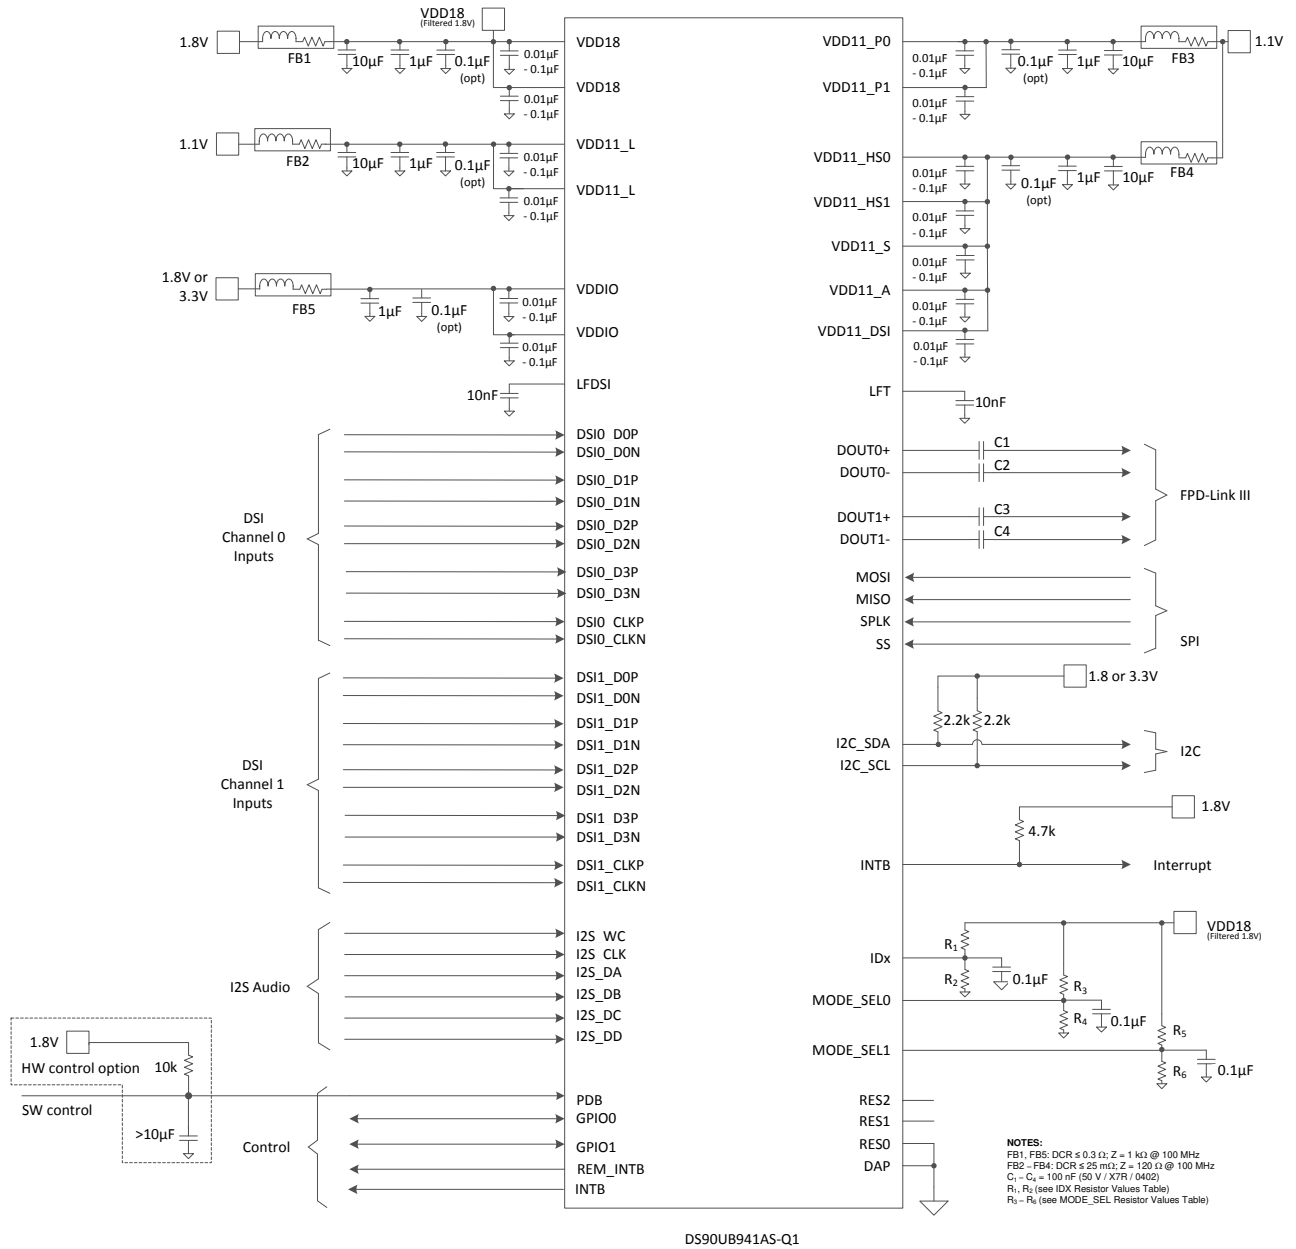 VDD18
(Filtered 1.8V)
1.8V
FB1
10µF
1µF
0.1µF
(opt)
0.01µF
- 0.1µF
VDD18
0.01µF
- 0.1µF
VDD18
1.1V
FB2
10µF
1µF
0.1µF
(opt)
0.01µF
- 0.1µF
VDD11_L
0.01µF
- 0.1µF
VDD11_L
1.8V or
3.3V
FB5
1µF
0.1µF
(opt)
0.01µF
- 0.1µF
VDDIO
0.01µF
- 0.1µF
VDDIO
10nF
LFDSI
DSI
Channel 0
Inputs
DSI0_D0P
DSI0_D0N
DSI0_D1P
DSI0_D1N
DSI0_D2P
DSI0_D2N
DSI0_D3P
DSI0_D3N
DSI0_CLKP
DSI0_CLKN
DSI
Channel 1
Inputs
DSI1_D0P
DSI1_D0N
DSI1_D1P
DSI1_D1N
DSI1_D2P
DSI1_D2N
DSI1_D3P
DSI1_D3N
DSI1_CLKP
DSI1_CLKN
I2S Audio
I2S_WC
I2S_CLK
I2S_DA
I2S_DB
I2S_DC
I2S_DD
1.8V
HW control option
10k
SW control
>10µF
Control
PDB
GPIO0
GPIO1
REM_INTB
INTB
VDD11_P0
0.01µF
- 0.1µF
0.1µF
(opt)
1µF
10µF
FB3
1.1V
VDD11_P1
0.01µF
- 0.1µF
VDD11_HS0
0.01µF
- 0.1µF
0.1µF
(opt)
1µF
10µF
FB4
VDD11_HS1
0.01µF
- 0.1µF
VDD11_S
0.01µF
- 0.1µF
VDD11_A
0.01µF
- 0.1µF
VDD11_DSI
0.01µF
- 0.1µF
LFT
10nF
DOUT0+
C1
DOUT0-
C2
DOUT1+
C3
DOUT1-
C4
FPD-Link III
MOSI
MISO
SPLK
SS
SPI
1.8 or 3.3V
2.2k
2.2k
I2C_SDA
I2C_SCL
I2C
1.8V
4.7k
INTB
Interrupt
VDD18
(Filtered 1.8V)
IDx
R1
R2
0.1µF
MODE_SEL0
R3
R4
0.1µF
MODE_SEL1
R5
R6
0.1µF
RES2
RES1
RES0
DAP
NOTES:
FB1, FB5: DCR ≤ 0.3 Ω; Z = 1 kΩ @ 100 MHz
FB2 – FB4: DCR ≤ 25 mΩ; Z = 120 Ω @ 100 MHz
C1 – C4 = 100 nF (50 V / X7R / 0402)
R1, R2 (see IDX Resistor Values Table)
R3 – R6 (see MODE_SEL Resistor Values Table)
DS90UB941AS-Q1